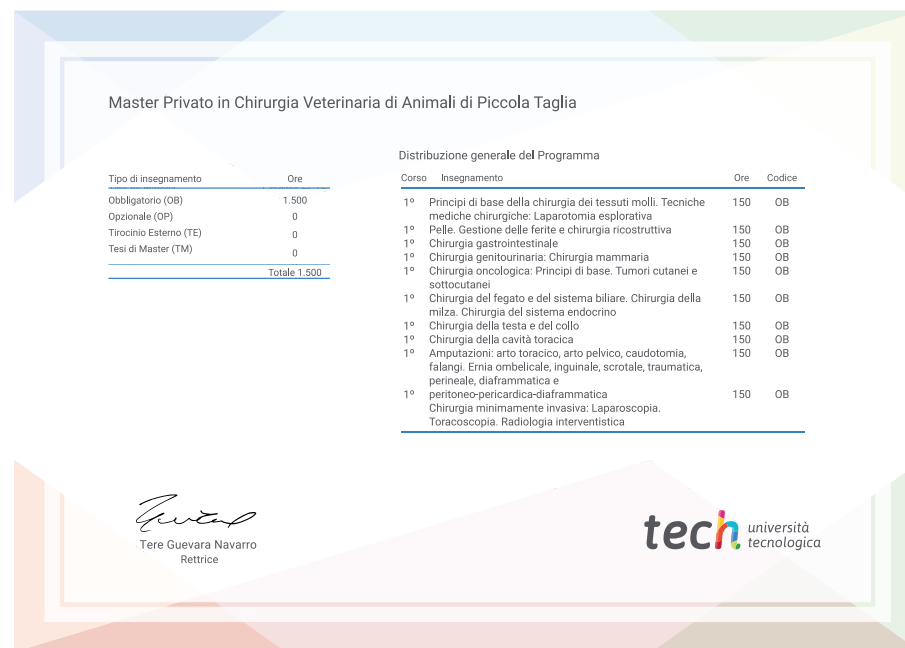 Master Privato in Chirurgia Veterinaria di Animali di Piccola Taglia
Tipo di insegnamento Ore
Obbligatorio (OB) 1.500
Opzionale (OP) 0
Tirocinio Esterno (TE) 0
Tesi di Master (TM) 0
Totale 1.500
Distribuzione generale del Programma
Corso Insegnamento Ore Codice
1º Principi di base della chirurgia dei tessuti molli. Tecniche 150 OB
mediche chirurgiche: Laparotomia esplorativa
1º Pelle. Gestione delle ferite e chirurgia ricostruttiva 150 OB
1º Chirurgia gastrointestinale 150 OB
1º Chirurgia genitourinaria: Chirurgia mammaria 150 OB
1º Chirurgia oncologica: Principi di base. Tumori cutanei e 150 OB
sottocutanei
1º Chirurgia del fegato e del sistema biliare. Chirurgia della 150 OB
milza. Chirurgia del sistema endocrino
1º Chirurgia della testa e del collo 150 OB
1º Chirurgia della cavità toracica 150 OB
1º Amputazioni: arto toracico, arto pelvico, caudotomia, 150 OB
falangi. Ernia ombelicale, inguinale, scrotale, traumatica,
perineale, diaframmatica e
1º peritoneo-pericardica-diaframmatica 150 OB
Chirurgia minimamente invasiva: Laparoscopia.
Toracoscopia. Radiologia interventistica
Tere Guevara Navarro
Rettrice
tech università
tecnologica